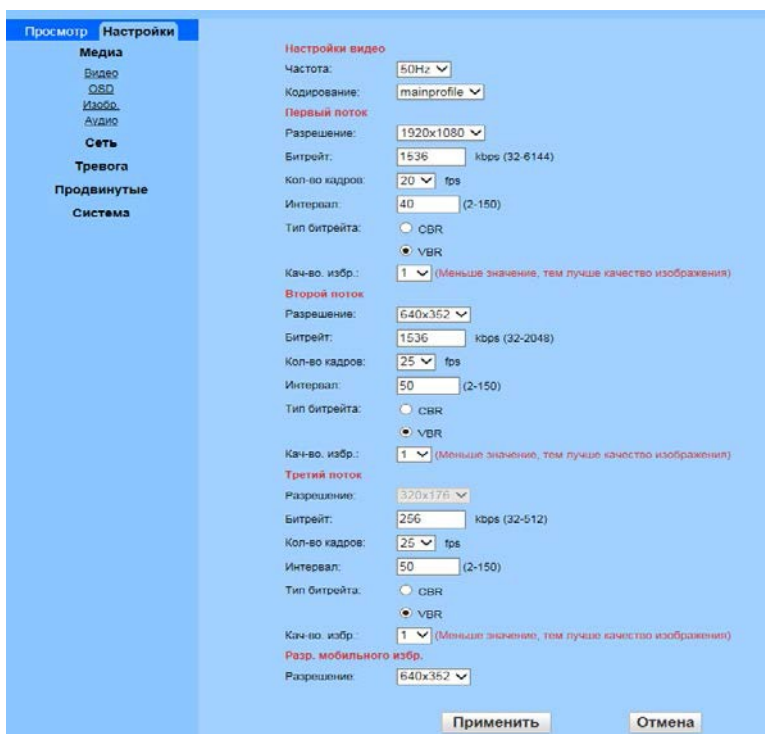 Просмотр Настройки
Медиа
Видео
OSD
Изобр.
Аудио
Сеть
Тревога
Продвинутые
Система
Настройки видео
Частота: 50Hz
Кодирование: mainprofile
Первый поток
Разрешение: 1920x1080
Битрейт: 1536 kbps (32-6144)
Кол-во кадров: 20 fps
Интервал: 40 (2-150)
Тип битрейта: CBR
VBR
Кач-во. избр.: 1 (Меньше значение, тем лучше качество изображения)
Второй поток
Разрешение: 640x352
Битрейт: 1536 kbps (32-2048)
Кол-во кадров: 25 fps
Интервал: 50 (2-150)
Тип битрейта: CBR
VBR
Кач-во. избр.: 1 (Меньше значение, тем лучше качество изображения)
Третий поток
Разрешение: 320x176
Битрейт: 256 kbps (32-512)
Кол-во кадров: 25 fps
Интервал: 50 (2-150)
Тип битрейта: CBR
VBR
Кач-во. избр.: 1 (Меньше значение, тем лучше качество изображения)
Разр. мобильного избр.
Разрешение: 640x352
Применить Отмена